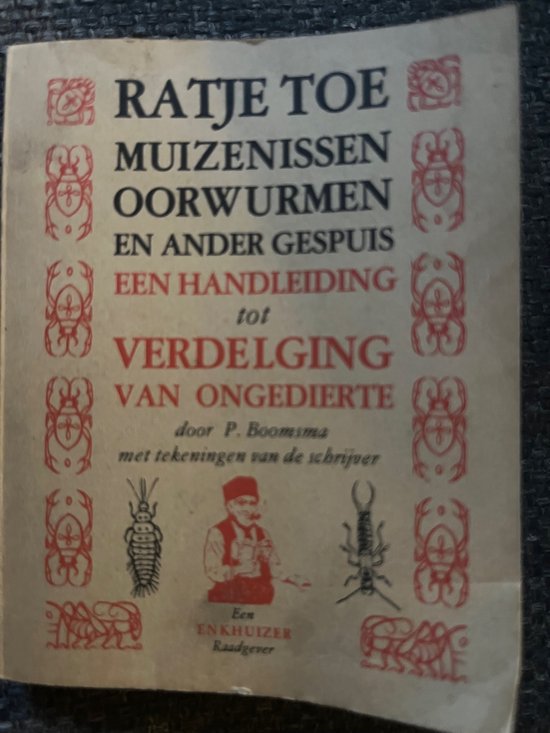 RATJE TOE
MUIZENISSEN
OORWURMEN
EN ANDER GESPUIS
EEN HANDLEIDING
tot
VERDELGING
VAN ONGEDIERTE
door P. Boomsma
met tekeningen van de schrijver
Een
ENKHUIZER
Raadgever